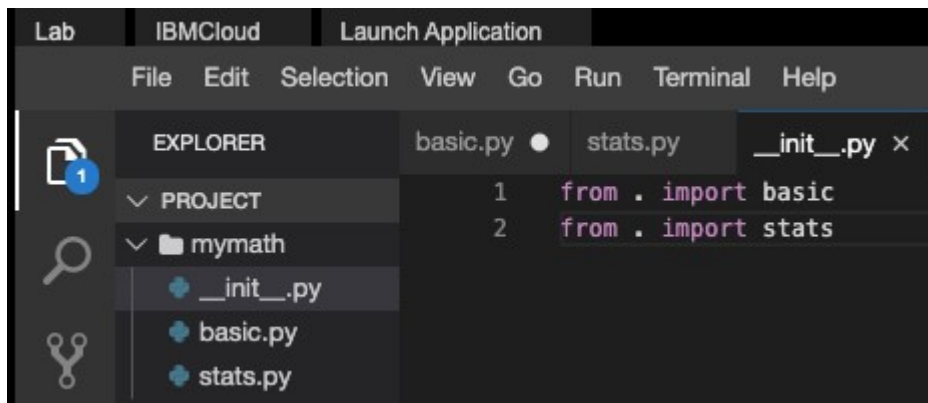 Lab IBMCloud Launch Application
File Edit Selection View Go Run Terminal Help
EXPLORER
1
PROJECT
mymath
__init__.py
basic.py
stats.py
basic.py stats.py __init__.py ×
1 from . import basic
2 from . import stats